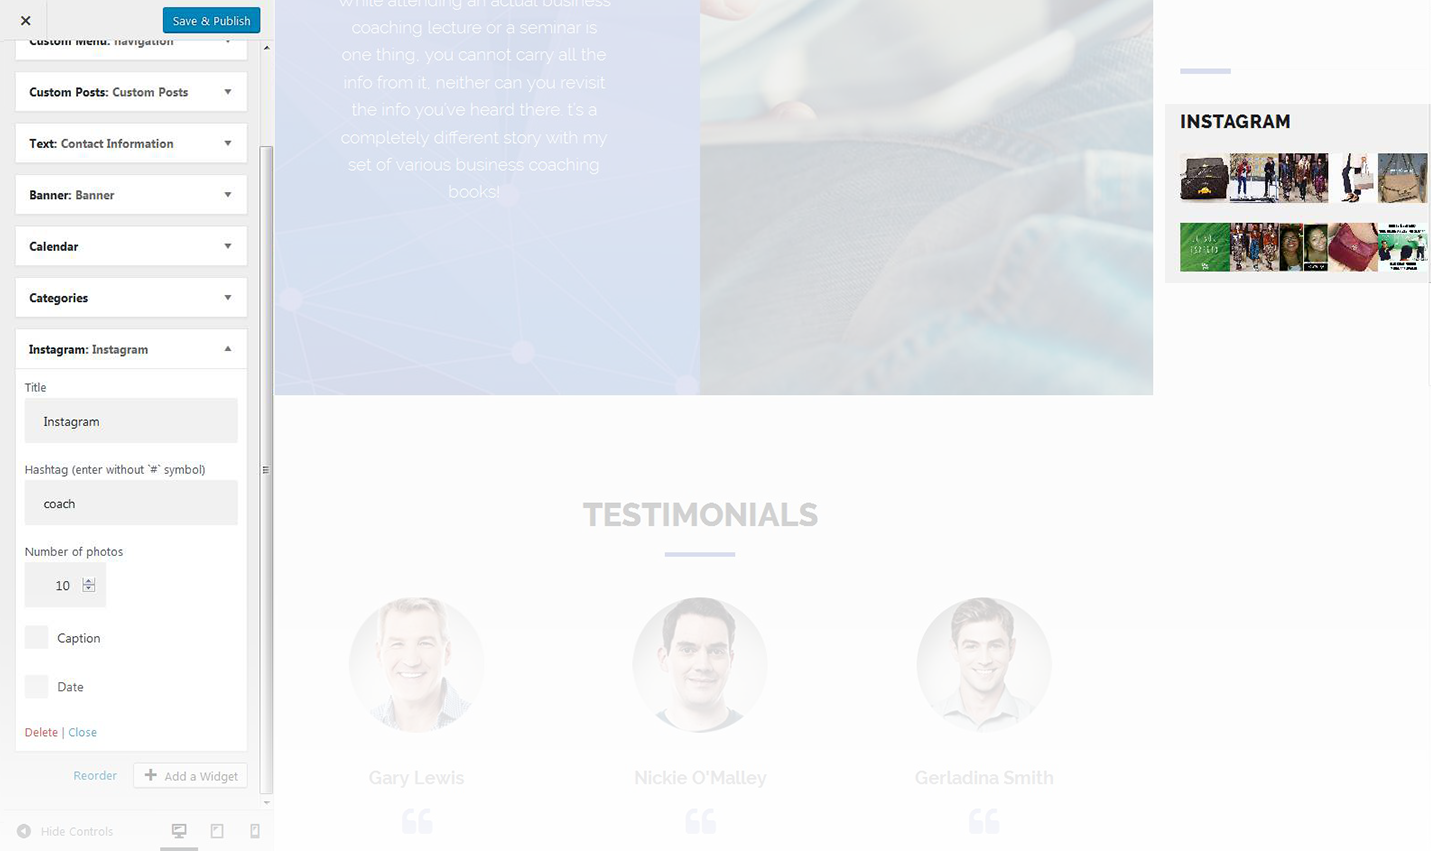 Save & Publish
Custom Menu: navigation
Custom Posts: Custom Posts
Text: Contact Information
Banner: Banner
Calendar
Categories
Instagram: Instagram
Title
Instagram
Hashtag (enter without `#` symbol)
coach
Number of photos
10
Caption
Date
Delete | Close
Reorder
Add a Widget
Hide Controls
While attending an actual business
coaching lecture or a seminar is
one thing, you cannot carry all the
info from it, neither can you revisit
the info you've heard there. t's a
completely different story with my
set of various business coaching
books!
INSTAGRAM
TESTIMONIALS
Gary Lewis
Nickie O'Malley
Gerladina Smith